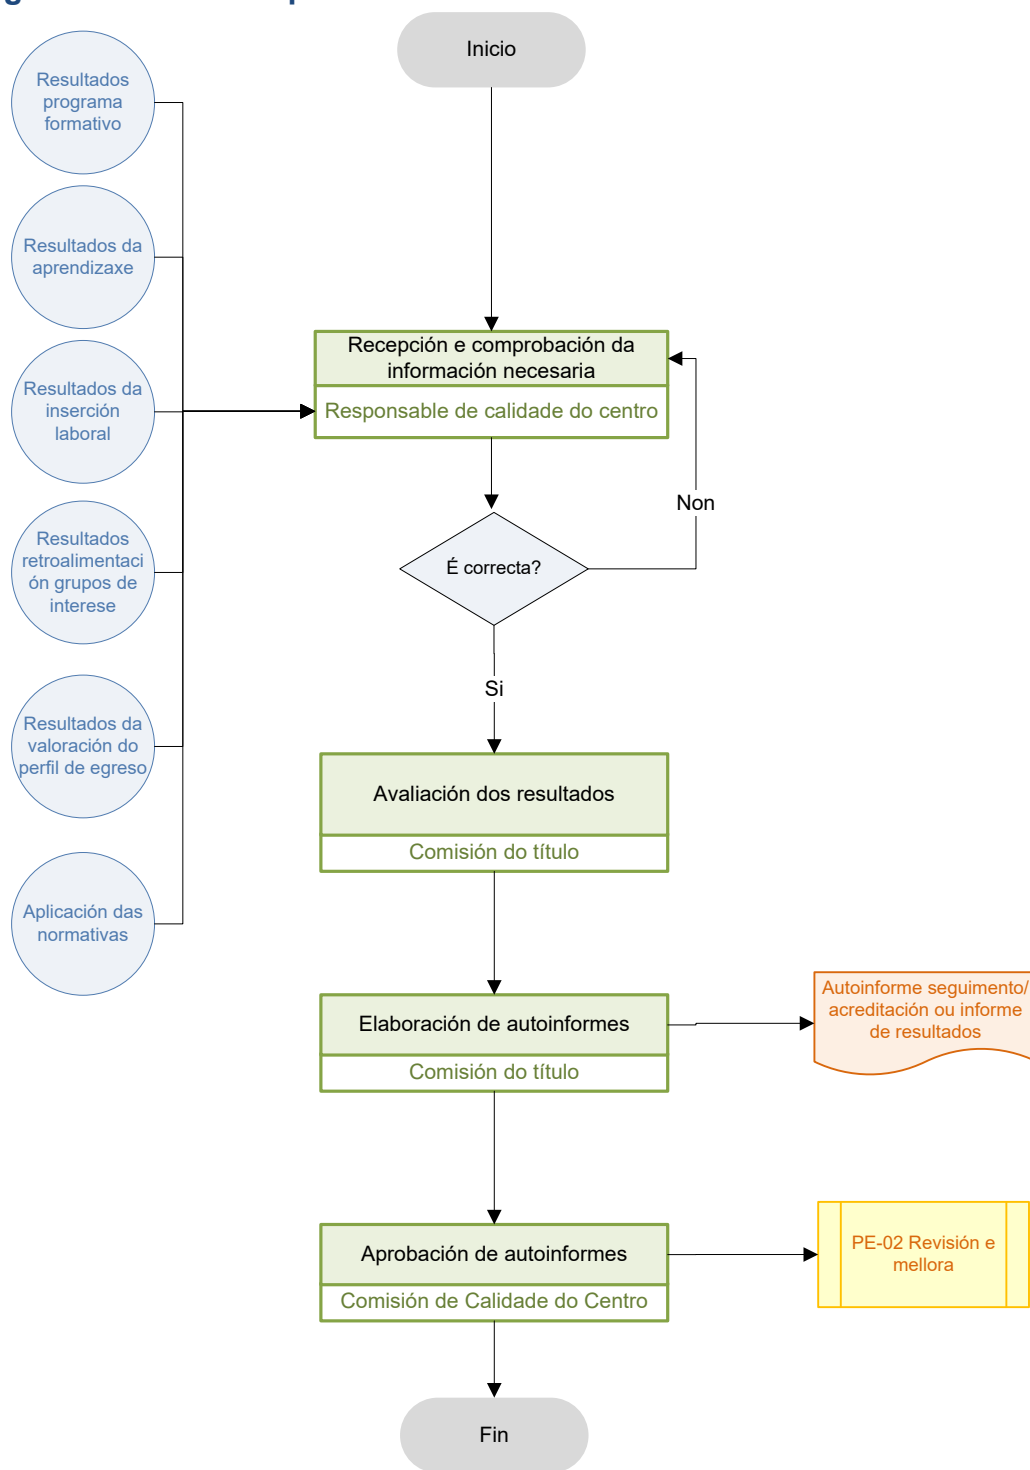 Inicio
Resultados
programa
formativo
Resultados da
aprendizaxe
Resultados da
inserción
laboral
Resultados
retroalimentaci
ón grupos de
interese
Resultados da
valoración do
perfil de egreso
Aplicación das
normativas
Recepción e comprobación da
información necesaria
Responsable de calidade do centro
Non
É correcta?
Si
Avaliación dos resultados
Comisión do título
Elaboración de autoinformes
Comisión do título
Autoinforme seguimento/
acreditación ou informe
de resultados
Aprobación de autoinformes
Comisión de Calidade do Centro
PE-02 Revisión e
mellora
Fin